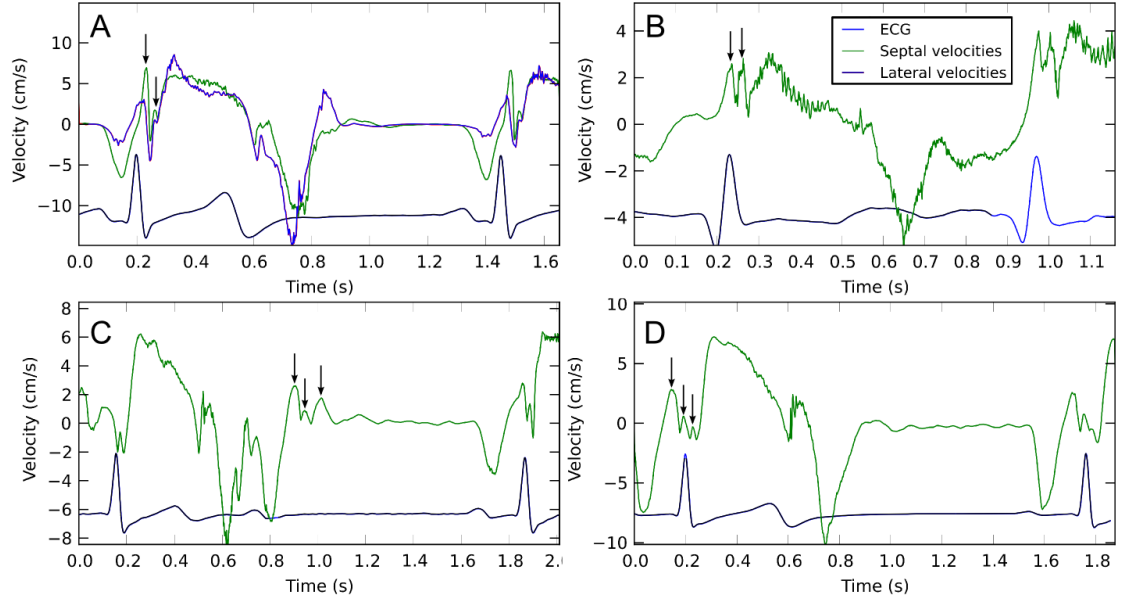 A
Velocity (cm/s)
10
5
0
−5
−10
0.0 0.2 0.4 0.6 0.8 1.0 1.2 1.4 1.6
Time (s)
B
ECG
Septal velocities
Lateral velocities
Velocity (cm/s)
4
2
0
−2
−4
0.0 0.1 0.2 0.3 0.4 0.5 0.6 0.7 0.8 0.9 1.0 1.1
Time (s)
C
Velocity (cm/s)
8
6
4
2
0
−2
−4
−6
−8
0.0 0.2 0.4 0.6 0.8 1.0 1.2 1.4 1.6 1.8 2.0
Time (s)
D
Velocity (cm/s)
10
5
0
−5
−10
0.0 0.2 0.4 0.6 0.8 1.0 1.2 1.4 1.6 1.8
Time (s)